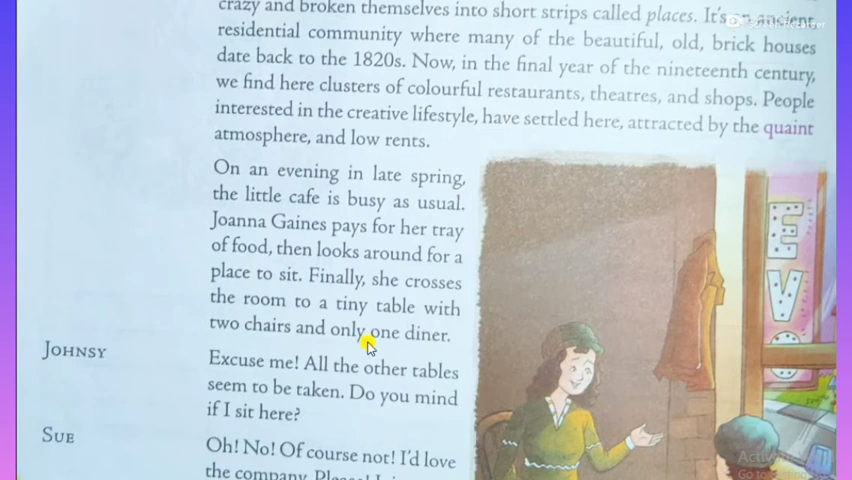 crazy and broken themselves into short strips called places. It's an ancient
residential community where many of the beautiful, old, brick houses
date back to the 1820s. Now, in the final year of the nineteenth century,
we find here clusters of colourful restaurants, theatres, and shops. People
interested in the creative lifestyle, have settled here, attracted by the quaint
atmosphere, and low rents.
On an evening in late spring,
the little cafe is busy as usual.
Joanna Gaines pays for her tray
of food, then looks around for a
place to sit. Finally, she crosses
the room to a tiny table with
two chairs and only one diner.
JOHNSY
Excuse me! All the other tables
seem to be taken. Do you mind
if I sit here?
SUE
Oh! No! Of course not! I'd love
the company. Please!
EVO